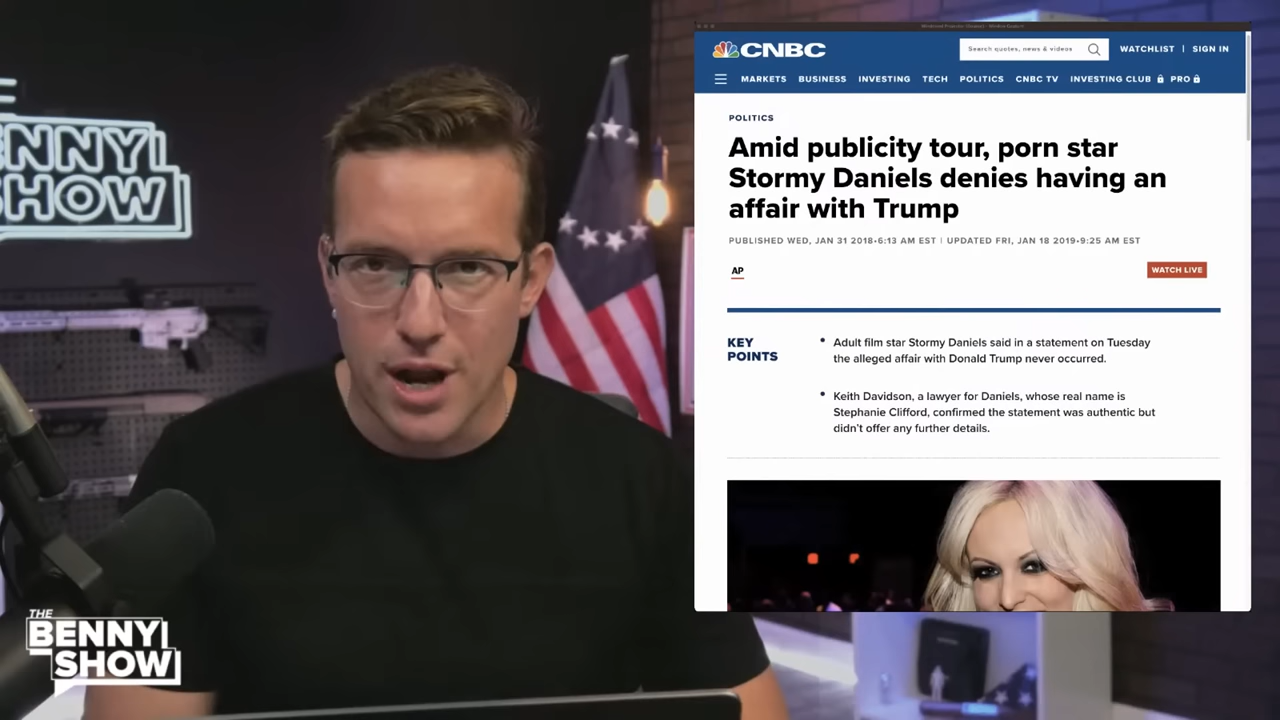 ENNY
SHOW
THE
BENNY
SHOW
CNBC
Search quotes, news & videos
WATCHLIST | SIGN IN
MARKETS BUSINESS INVESTING TECH POLITICS CNBC TV INVESTING CLUB PRO
POLITICS
Amid publicity tour, porn star
Stormy Daniels denies having an
affair with Trump
PUBLISHED WED, JAN 31 2018•6:13 AM EST | UPDATED FRI, JAN 18 2019•9:25 AM EST
AP
WATCH LIVE
KEY
POINTS
• Adult film star Stormy Daniels said in a statement on Tuesday
the alleged affair with Donald Trump never occurred.
• Keith Davidson, a lawyer for Daniels, whose real name is
Stephanie Clifford, confirmed the statement was authentic but
didn't offer any further details.